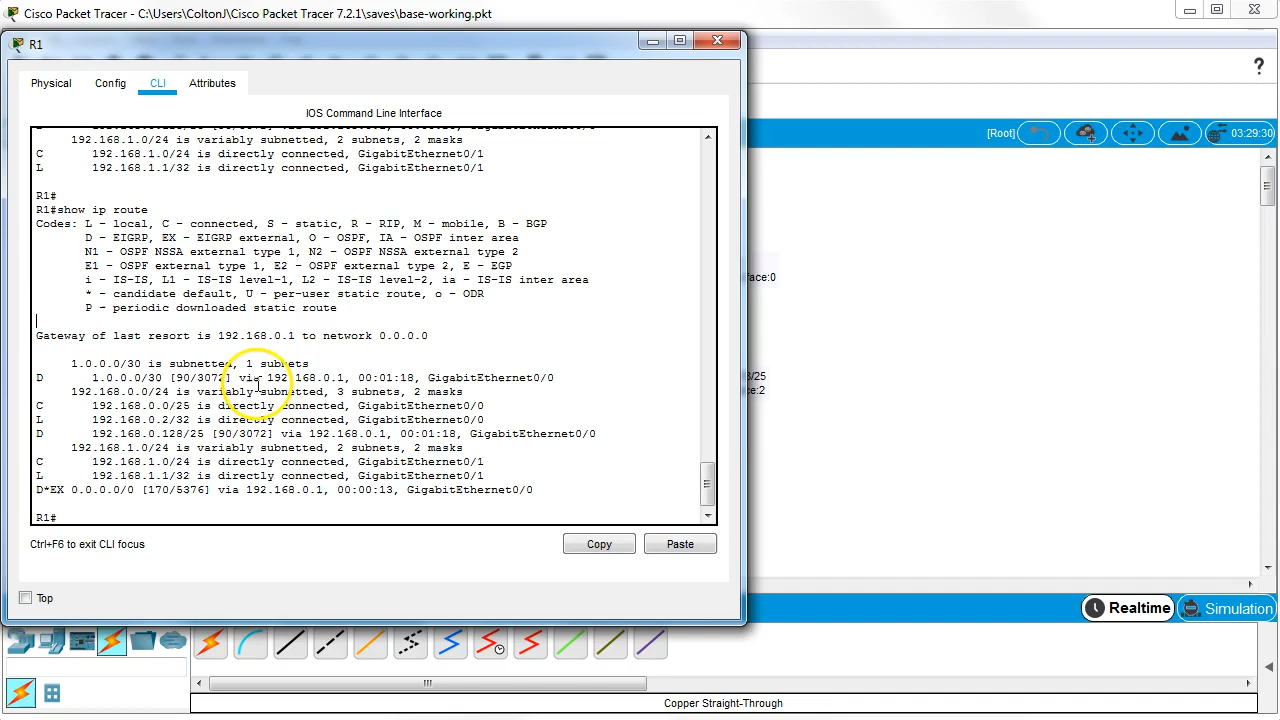 Cisco Packet Tracer - C:\Users\ColtonJ\Cisco Packet Tracer 7.2.1\saves\base-working.pkt
R1
Physical Config CLI Attributes
IOS Command Line Interface
192.168.1.0/24 is variably subnetted, 2 subnets, 2 masks
C 192.168.1.0/24 is directly connected, GigabitEthernet0/1
L 192.168.1.1/32 is directly connected, GigabitEthernet0/1
R1#
R1#show ip route
Codes: L - local, C - connected, S - static, R - RIP, M - mobile, B - BGP
D - EIGRP, EX - EIGRP external, O - OSPF, IA - OSPF inter area
N1 - OSPF NSSA external type 1, N2 - OSPF NSSA external type 2
E1 - OSPF external type 1, E2 - OSPF external type 2, E - EGP
i - IS-IS, L1 - IS-IS level-1, L2 - IS-IS level-2, ia - IS-IS inter area
* - candidate default, U - per-user static route, o - ODR
P - periodic downloaded static route
Gateway of last resort is 192.168.0.1 to network 0.0.0.0
1.0.0.0/30 is subnetted, 1 subnets
D 1.0.0.0/30 [90/3072] via 192.168.0.1, 00:01:18, GigabitEthernet0/0
192.168.0.0/24 is variably subnetted, 3 subnets, 2 masks
C 192.168.0.0/25 is directly connected, GigabitEthernet0/0
L 192.168.0.2/32 is directly connected, GigabitEthernet0/0
D 192.168.0.128/25 [90/3072] via 192.168.0.1, 00:01:18, GigabitEthernet0/0
192.168.1.0/24 is variably subnetted, 2 subnets, 2 masks
C 192.168.1.0/24 is directly connected, GigabitEthernet0/1
L 192.168.1.1/32 is directly connected, GigabitEthernet0/1
D*EX 0.0.0.0/0 [170/5376] via 192.168.0.1, 00:00:13, GigabitEthernet0/0
R1#
Ctrl+F6 to exit CLI focus
Copy Paste
Top
?
[Root] 03:29:30
face:0
/25
ce:2
Realtime Simulation
Copper Straight-Through